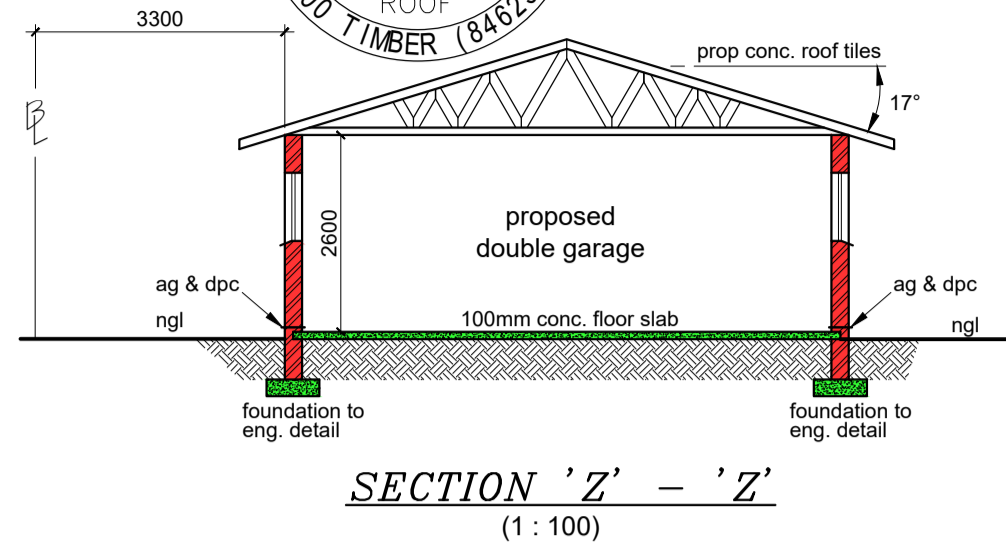 ROOF
00 TIMBER (8462
3300
prop conc. roof tiles
17°
BL
2600
proposed
double garage
ag & dpc
ag & dpc
ngl
100mm conc. floor slab
ngl
foundation to
eng. detail
foundation to
eng. detail
SECTION 'Z' - 'Z'
(1 : 100)